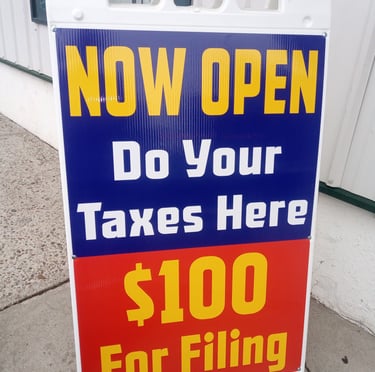 NOW OPEN
Do Your
Taxes Here
$100
For Filing